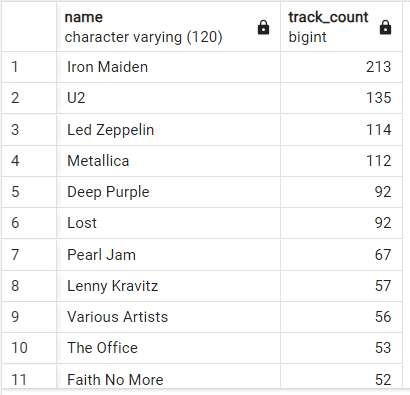 name track_count
character varying (120) bigint
1 Iron Maiden 213
2 U2 135
3 Led Zeppelin 114
4 Metallica 112
5 Deep Purple 92
6 Lost 92
7 Pearl Jam 67
8 Lenny Kravitz 57
9 Various Artists 56
10 The Office 53
11 Faith No More 52